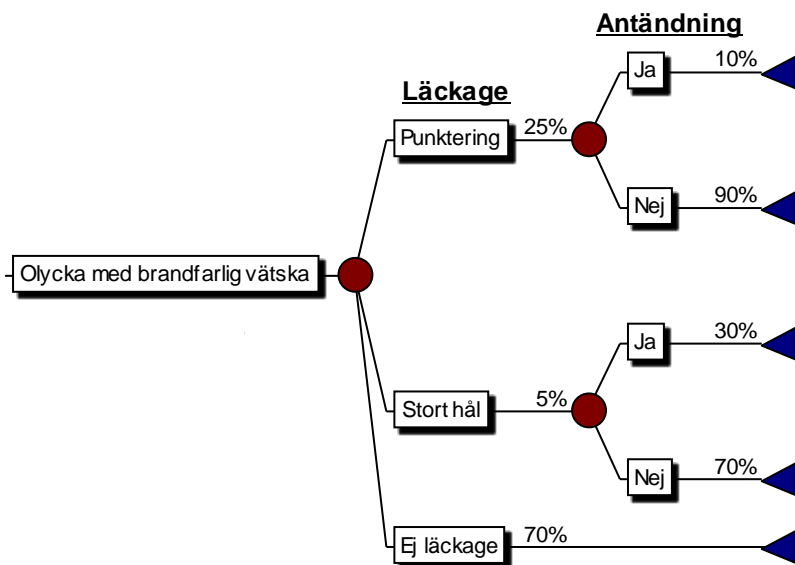 Antändning
Ja 10%
Läckage
Punktering 25%
Nej 90%
Olycka med brandfarlig vätska
Ja 30%
Stort hål 5%
Nej 70%
Ej läckage 70%